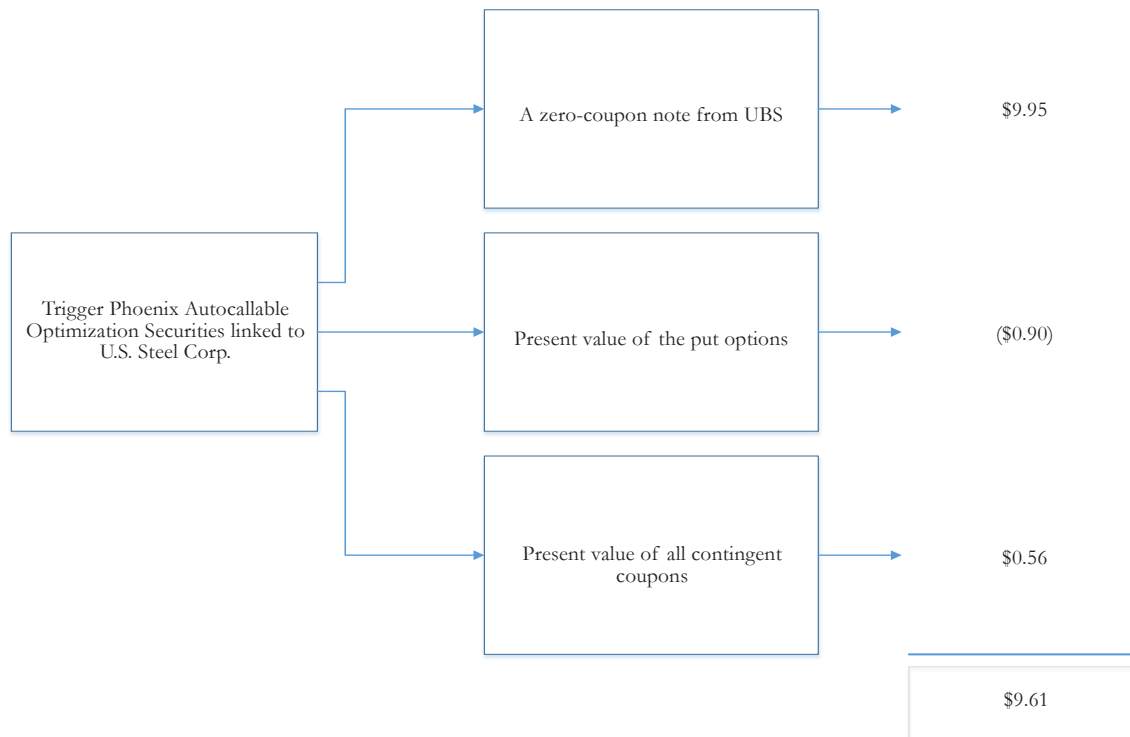 A zero-coupon note from UBS
$9.95
Trigger Phoenix Autocallable
Optimization Securities linked to
U.S. Steel Corp.
Present value of the put options
($0.90)
Present value of all contingent
coupons
$0.56
$9.61